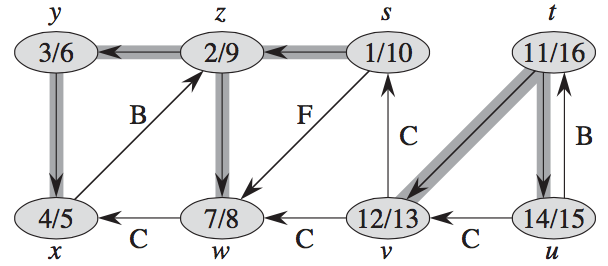 y z s t
3/6 2/9 1/10 11/16
B F C B
4/5 7/8 12/13 14/15
C C C
x w v u